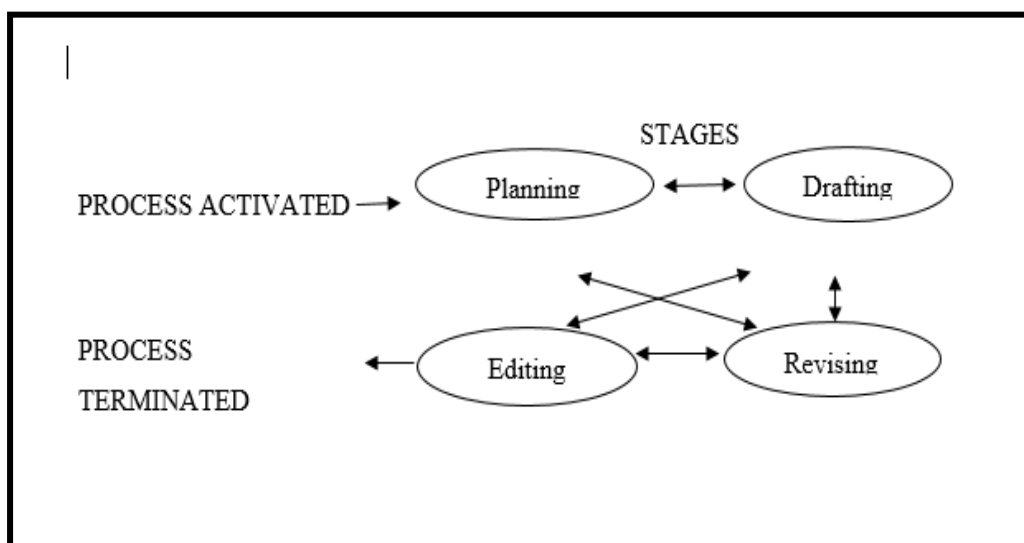 STAGES
Planning
Drafting
PROCESS ACTIVATED
PROCESS
TERMINATED
Editing
Revising